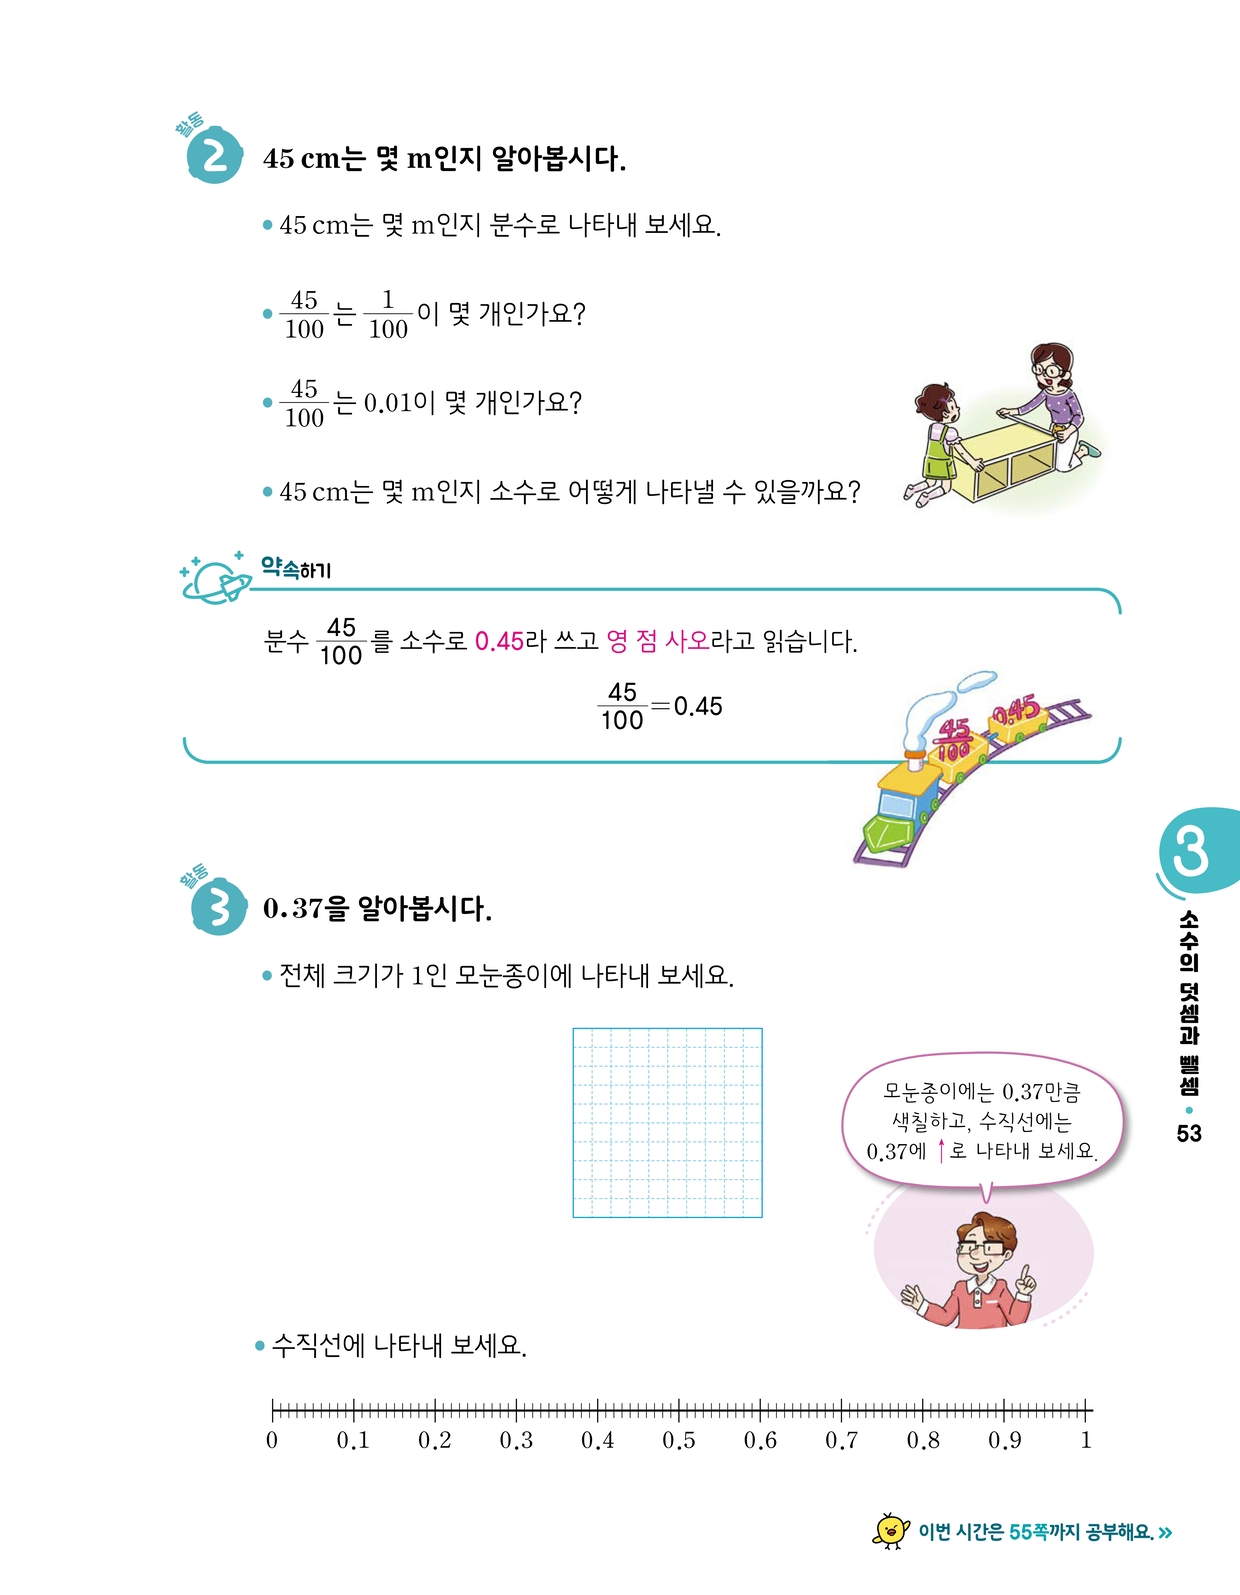 활동
2
45 cm는 몇 m인지 알아봅시다.
• 45 cm는 몇 m인지 분수로 나타내 보세요.
• 45/100 는 1/100 이 몇 개인가요?
• 45/100 는 0.01이 몇 개인가요?
• 45 cm는 몇 m인지 소수로 어떻게 나타낼 수 있을까요?
약속하기
분수 45/100 를 소수로 0.45라 쓰고 영 점 사오라고 읽습니다.
45/100 = 0.45
45/100
0.45
활동
3
0.37을 알아봅시다.
• 전체 크기가 1인 모눈종이에 나타내 보세요.
모눈종이에는 0.37만큼
색칠하고, 수직선에는
0.37에 ↑로 나타내 보세요.
• 수직선에 나타내 보세요.
0 0.1 0.2 0.3 0.4 0.5 0.6 0.7 0.8 0.9 1
3
소수의 덧셈과 뺄셈 • 53
이번 시간은 55쪽까지 공부해요. »